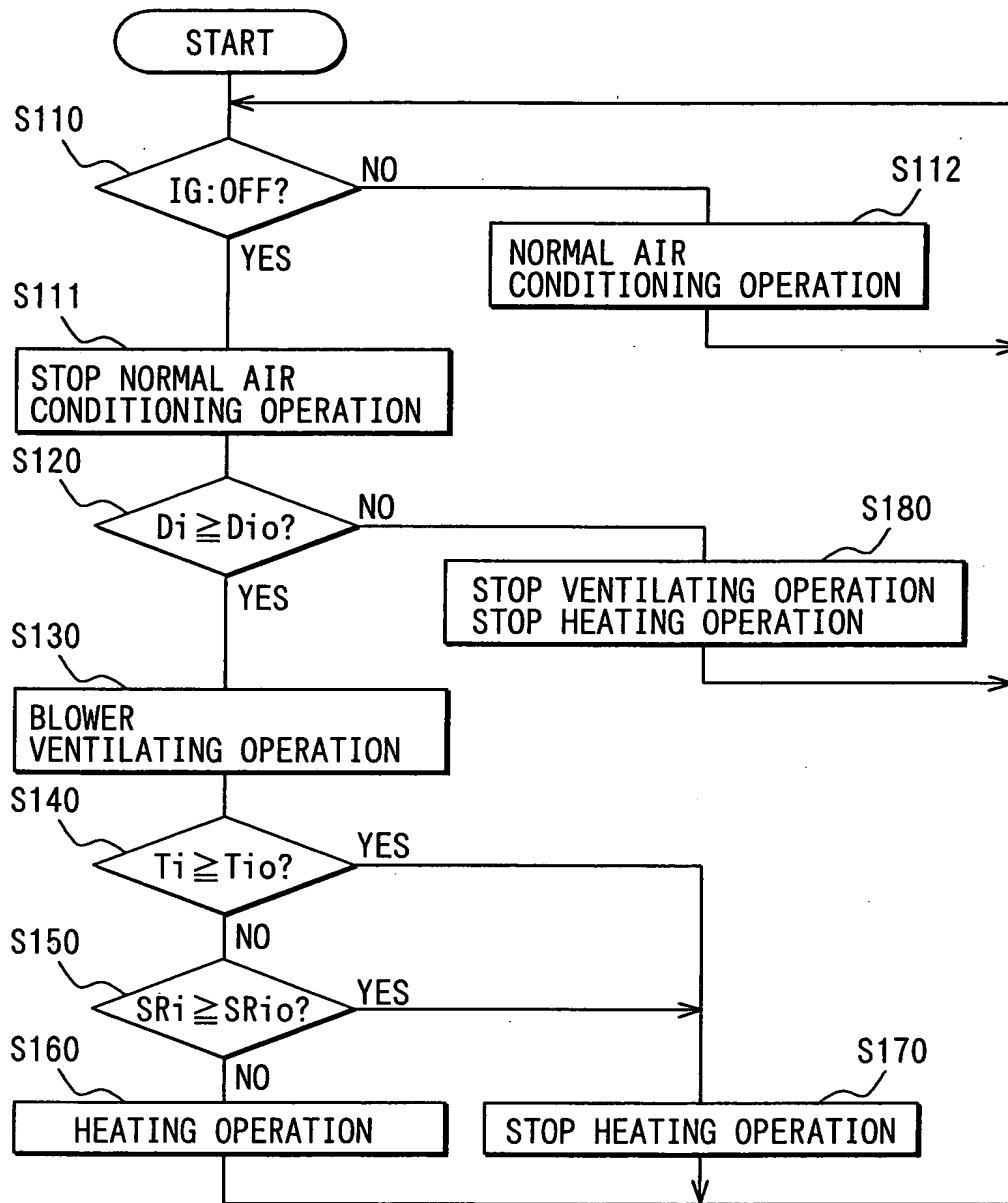 START
S110
IG:OFF?
NO
YES
S112
NORMAL AIR
CONDITIONING OPERATION
S111
STOP NORMAL AIR
CONDITIONING OPERATION
S120
Di≧Dio?
NO
YES
S180
STOP VENTILATING OPERATION
STOP HEATING OPERATION
S130
BLOWER
VENTILATING OPERATION
S140
Ti≧Tio?
YES
NO
S150
SRi≧SRio?
YES
NO
S160
HEATING OPERATION
S170
STOP HEATING OPERATION